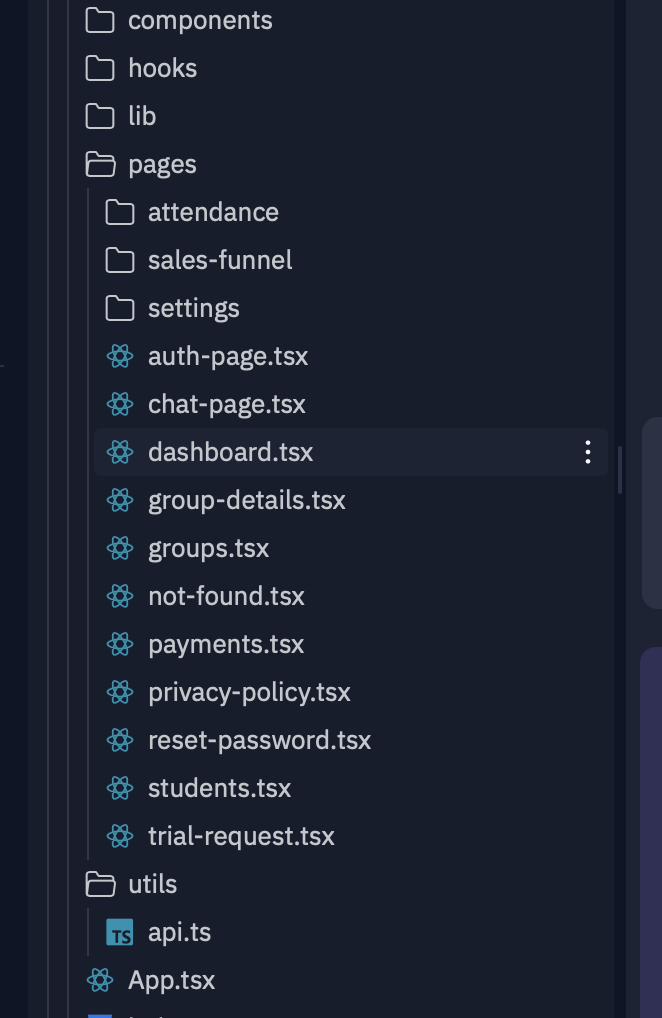 components
hooks
lib
pages
attendance
sales-funnel
settings
auth-page.tsx
chat-page.tsx
dashboard.tsx
group-details.tsx
groups.tsx
not-found.tsx
payments.tsx
privacy-policy.tsx
reset-password.tsx
students.tsx
trial-request.tsx
utils
TS api.ts
App.tsx